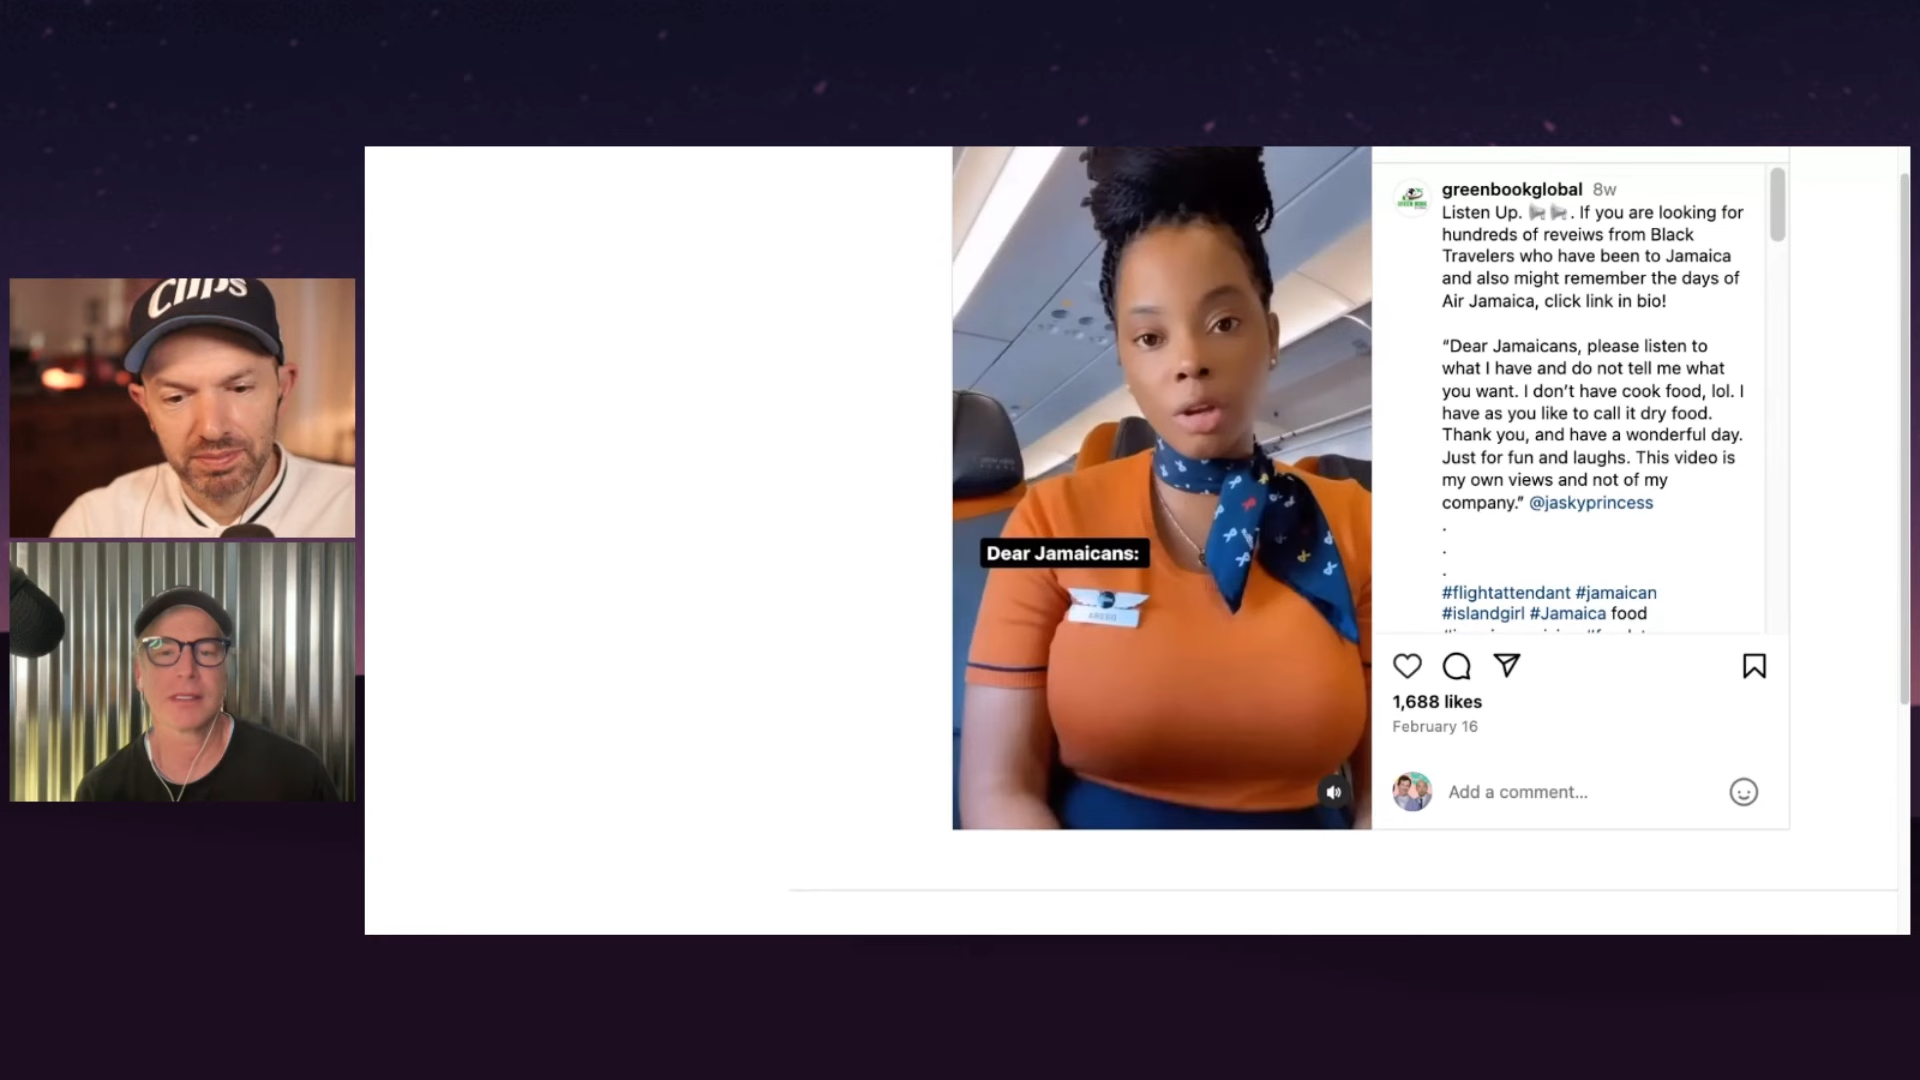 Clips
Dear Jamaicans:
greenbookglobal 8w
Listen Up. 📢📢. If you are looking for
hundreds of reveiws from Black
Travelers who have been to Jamaica
and also might remember the days of
Air Jamaica, click link in bio!
“Dear Jamaicans, please listen to
what I have and do not tell me what
you want. I don’t have cook food, lol. I
have as you like to call it dry food.
Thank you, and have a wonderful day.
Just for fun and laughs. This video is
my own views and not of my
company.” @jaskyprincess
.
.
.
#flightattendant #jamaican
#islandgirl #Jamaica food
1,688 likes
February 16
Add a comment...